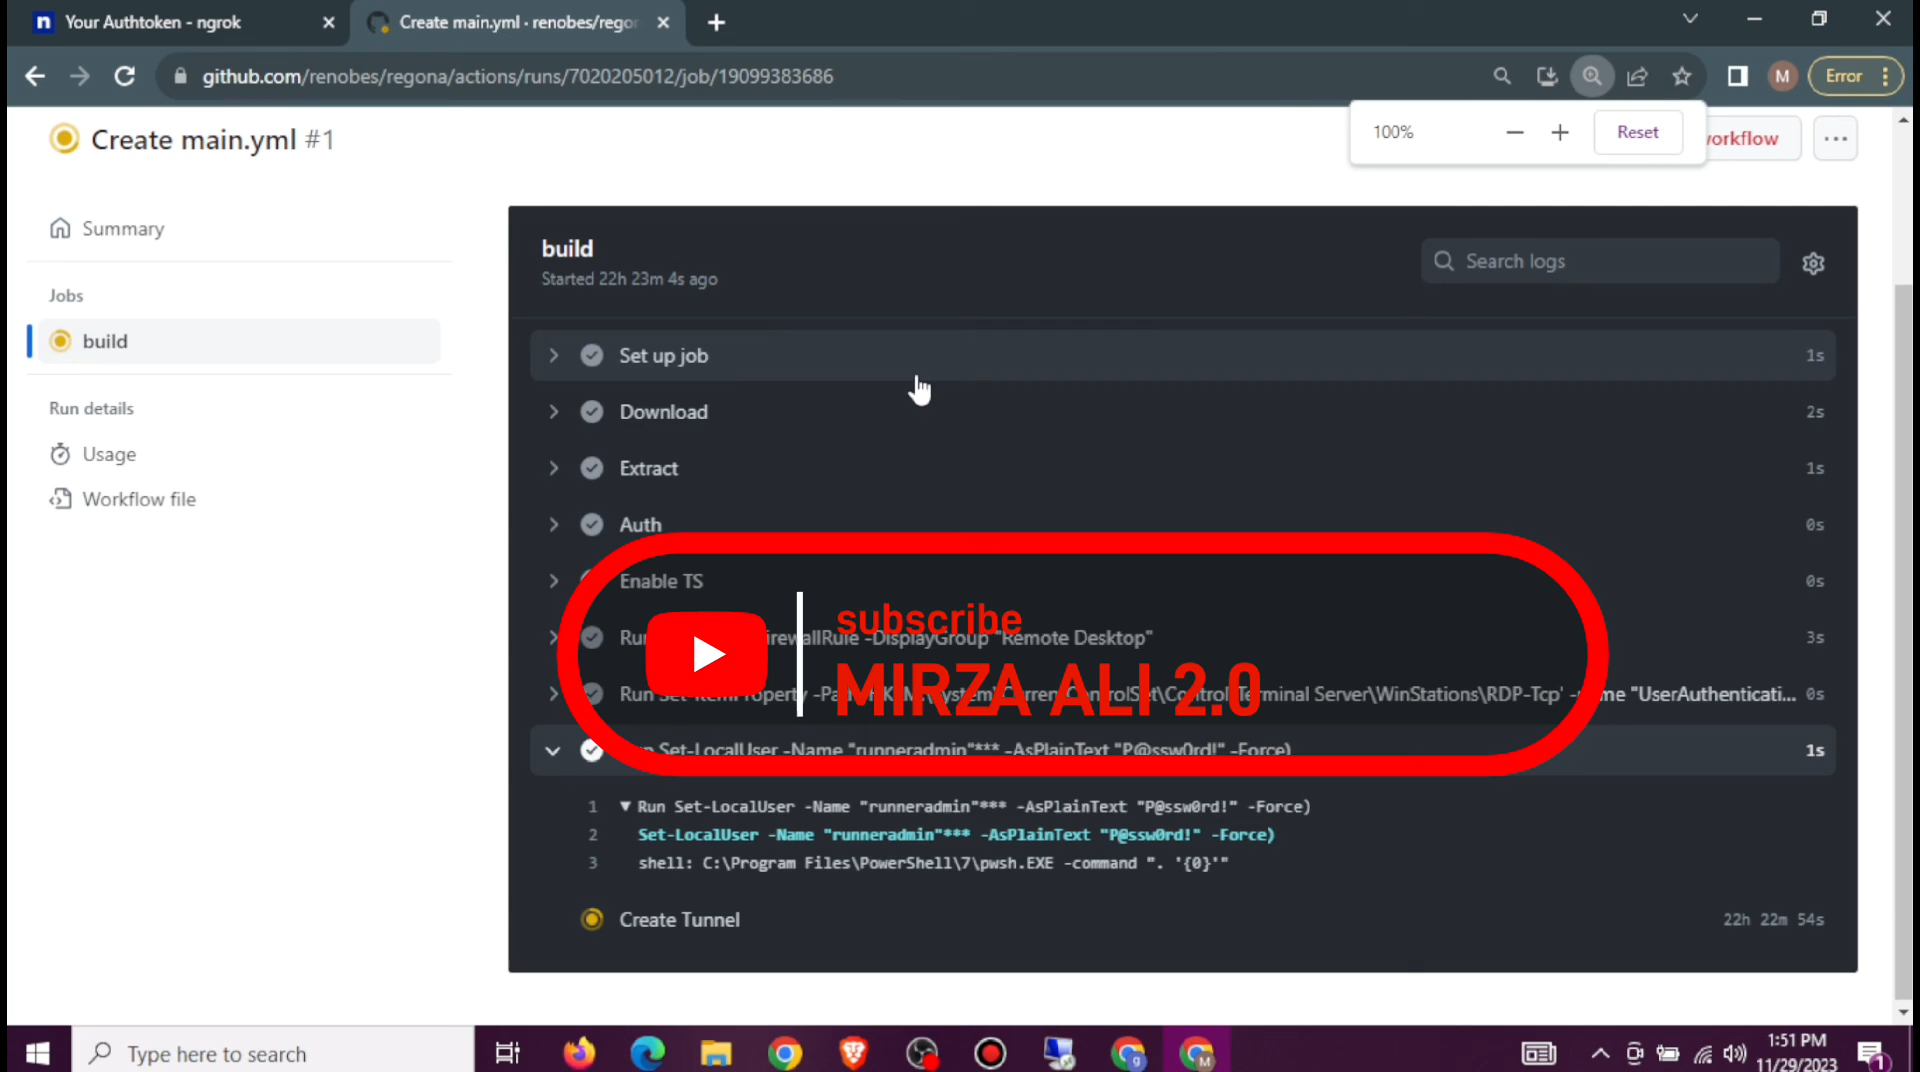 Your Authtoken - ngrok
Create main.yml · renobes/rego
github.com/renobes/regona/actions/runs/7020205012/job/19099383686
M
Error
Create main.yml #1
100%
Reset
workflow
Summary
Jobs
build
Run details
Usage
Workflow file
build
Started 22h 23m 4s ago
Search logs
Set up job
1s
Download
2s
Extract
1s
Auth
0s
Enable TS
0s
irewallRule -DisplayGroup "Remote Desktop"
3s
Terminal Server\WinStations\RDP-Tcp' "UserAuthenticati...
0s
Set-LocalUser -Name "runneradmin"*** -AsPlainText "P@ssw0rd!" -Force)
1s
subscribe
MIRZA ALI 2.0
1 ▼ Run Set-LocalUser -Name "runneradmin"*** -AsPlainText "P@ssw0rd!" -Force)
2 Set-LocalUser -Name "runneradmin"*** -AsPlainText "P@ssw0rd!" -Force)
3 shell: C:\Program Files\PowerShell\7\pwsh.EXE -command ". '{0}'"
Create Tunnel
22h 22m 54s
Type here to search
1:51 PM
11/29/2023
1